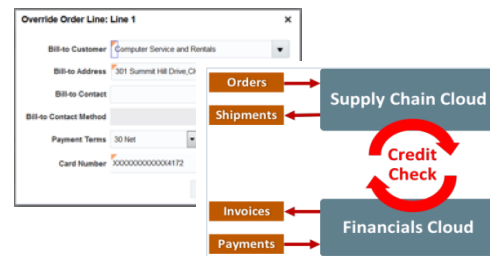 Override Order Line: Line 1
Bill-to Customer Computer Service and Rentals
Bill-to Address 301 Summit Hill Drive,
Bill-to Contact
Bill-to Contact Method
Payment Terms 30 Net
Card Number XXXXXXXXXXXX4172
Orders
Shipments
Supply Chain Cloud
Credit
Check
Invoices
Payments
Financials Cloud